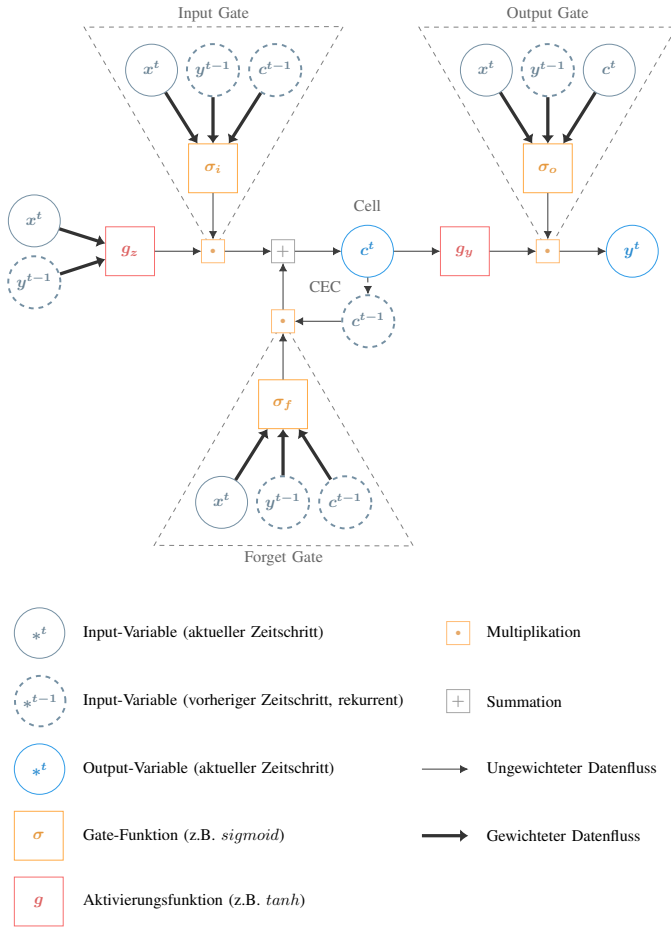 Input Gate
Output Gate
x^t
y^{t−1}
c^{t−1}
x^t
y^{t−1}
c^t
σ_i
σ_o
Cell
x^t
y^{t−1}
g_z
·
+
c^t
g_y
·
y^t
CEC
·
c^{t−1}
σ_f
x^t
y^{t−1}
c^{t−1}
Forget Gate
*^t
Input-Variable (aktueller Zeitschritt)
·
Multiplikation
*^{t−1}
Input-Variable (vorheriger Zeitschritt, rekurrent)
+
Summation
*^t
Output-Variable (aktueller Zeitschritt)
Ungewichteter Datenfluss
σ
Gate-Funktion (z.B. sigmoid)
Gewichteter Datenfluss
g
Aktivierungsfunktion (z.B. tanh)